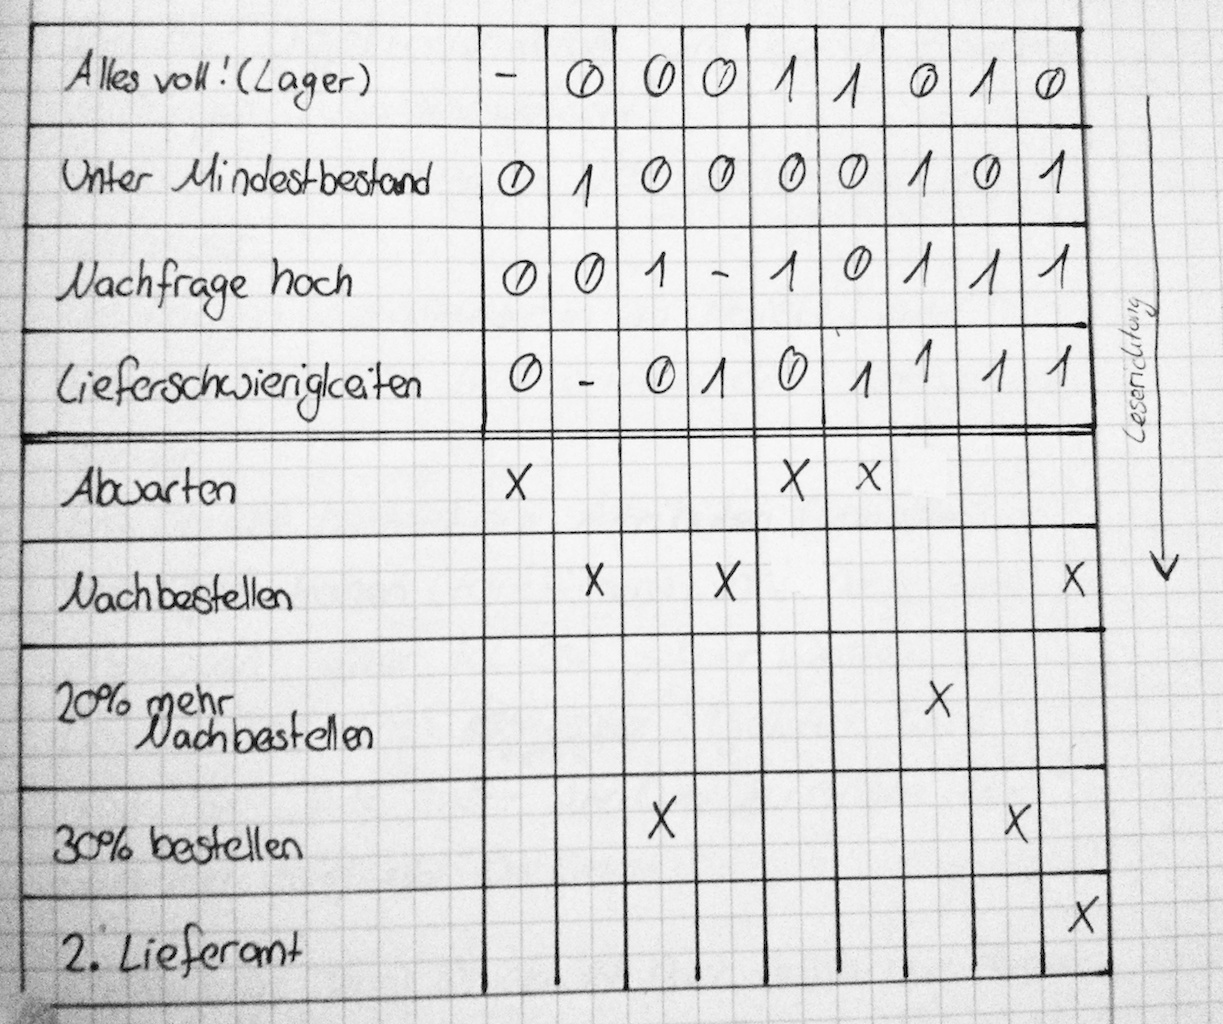 Alles voll! (Lager) - 0 0 0 1 1 0 1 0
Unter Mindestbestand 0 1 0 0 0 0 1 0 1
Nachfrage hoch 0 0 1 - 1 0 1 1 1
Lieferschwierigkeiten 0 - 0 1 0 1 1 1 1
Abwarten X X X
Nachbestellen X X X
20% mehr
Nachbestellen X
30% bestellen X X
2. Lieferant X
Leserichtung